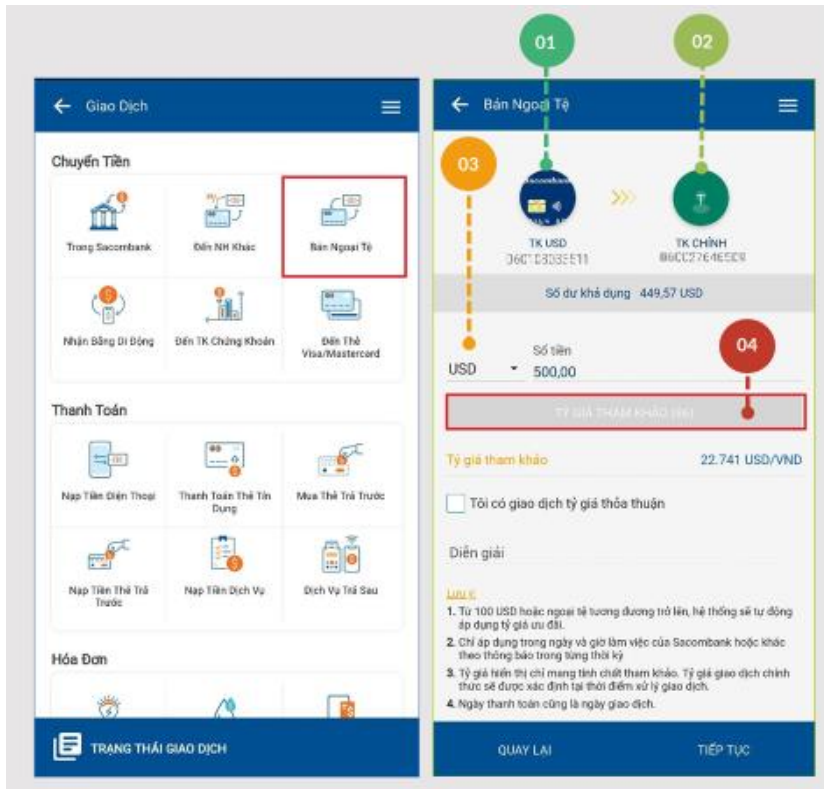 01
02
Giao Dịch
Bán Ngoại Tệ
Chuyển Tiền
03
Trong Sacombank
Đến NH Khác
Bán Ngoại Tệ
TK USD
TK CHÍNH
Số dư khả dụng 449,57 USD
Nhận Bằng Di Động
Đến TK Chứng Khoán
Đến Thẻ
Visa/Mastercard
04
Số tiền
USD
500,00
Thanh Toán
TỶ GIÁ THAM KHẢO
Tỷ giá tham khảo
22.741 USD/VND
Nạp Tiền Điện Thoại
Thanh Toán Thẻ Tín
Dụng
Mua Thẻ Trả Trước
Tôi có giao dịch tỷ giá thỏa thuận
Diễn giải
Nạp Tiền Thẻ Trả
Trước
Nạp Tiền Dịch Vụ
Dịch Vụ Trả Sau
Lưu ý:
1. Từ 100 USD hoặc ngoại tệ tương đương trở lên, hệ thống sẽ tự động
áp dụng tỷ giá ưu đãi.
2. Chỉ áp dụng trong ngày và giờ làm việc của Sacombank hoặc khác
theo thông báo trong từng thời kỳ
3. Tỷ giá hiển thị chỉ mang tính chất tham khảo. Tỷ giá giao dịch chính
thức sẽ được xác định tại thời điểm xử lý giao dịch.
4. Ngày thanh toán cũng là ngày giao dịch.
Hóa Đơn
TRẠNG THÁI GIAO DỊCH
QUAY LẠI
TIẾP TỤC